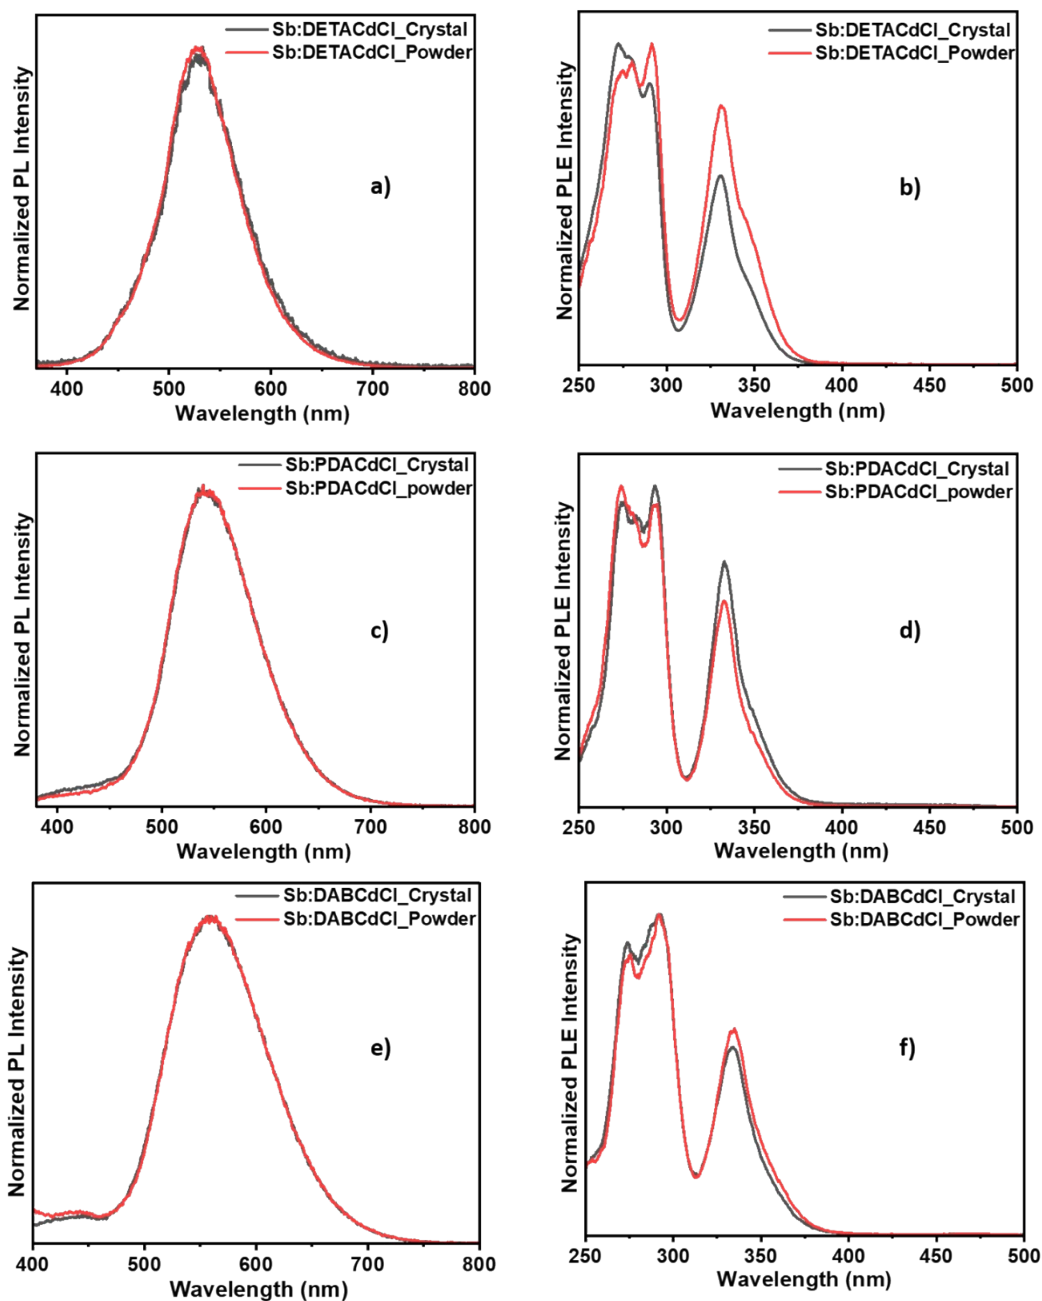 Sb:DETACdCl_Crystal
Sb:DETACdCl_Powder
a)
Normalized PL Intensity
400 500 600 700 800
Wavelength (nm)
Sb:DETACdCl_Crystal
Sb:DETACdCl_Powder
b)
Normalized PLE Intensity
250 300 350 400 450 500
Wavelength (nm)
Sb:PDACdCl_Crystal
Sb:PDACdCl_powder
c)
Normalized PL Intensity
400 500 600 700 800
Wavelength (nm)
Sb:PDACdCl_Crystal
Sb:PDACdCl_powder
d)
Normalized PLE Intensity
250 300 350 400 450 500
Wavelength (nm)
Sb:DABCdCl_Crystal
Sb:DABCdCl_Powder
e)
Normalized PL Intensity
400 500 600 700 800
Wavelength (nm)
Sb:DABCdCl_Crystal
Sb:DABCdCl_Powder
f)
Normalized PLE Intensity
250 300 350 400 450 500
Wavelength (nm)